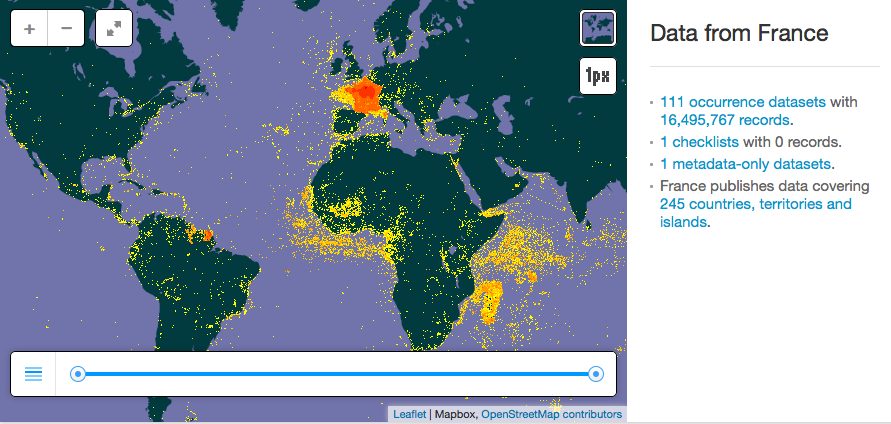 + −
1px
Data from France
111 occurrence datasets with
16,495,767 records.
1 checklists with 0 records.
1 metadata-only datasets.
France publishes data covering
245 countries, territories and
islands.
Leaflet | Mapbox, OpenStreetMap contributors